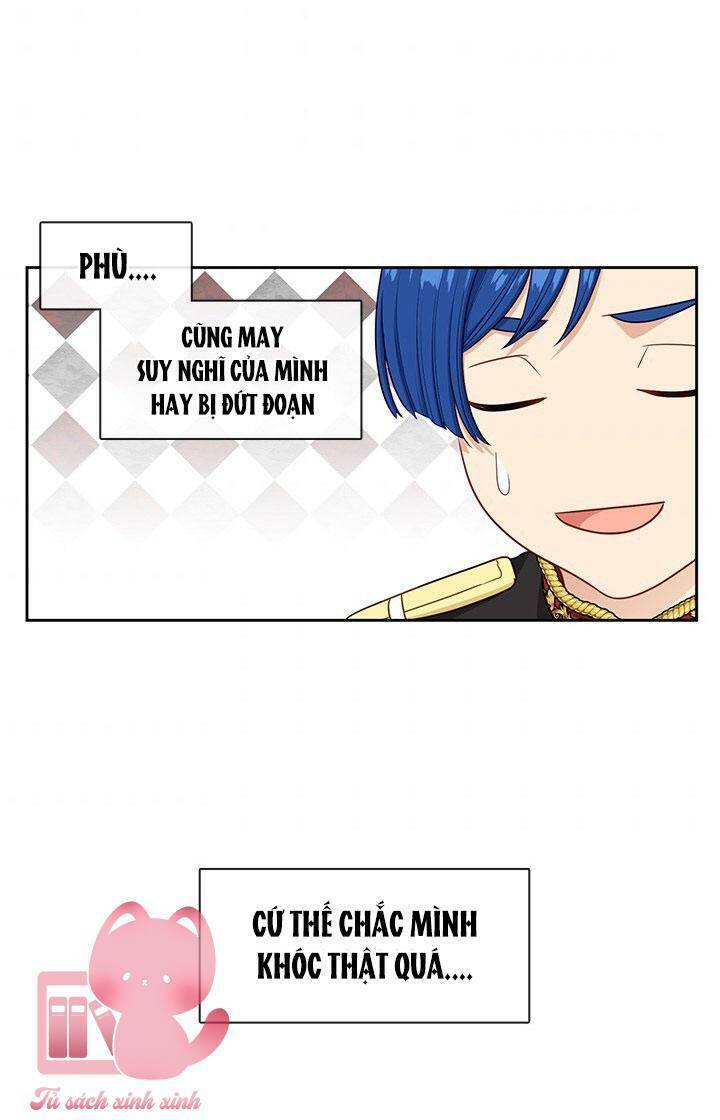 PHÙ....
CŨNG MAY
SUY NGHĨ CỦA MÌNH
HAY BỊ ĐỨT ĐOẠN
CỨ THẾ CHẮC MÌNH
KHÓC THẬT QUÁ....
Tủ sách xinh xinh